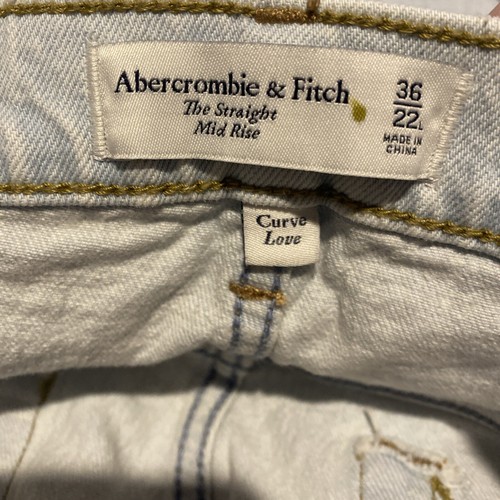 Abercrombie & Fitch
The Straight
Mid Rise
36
22L
MADE IN
CHINA
Curve
Love